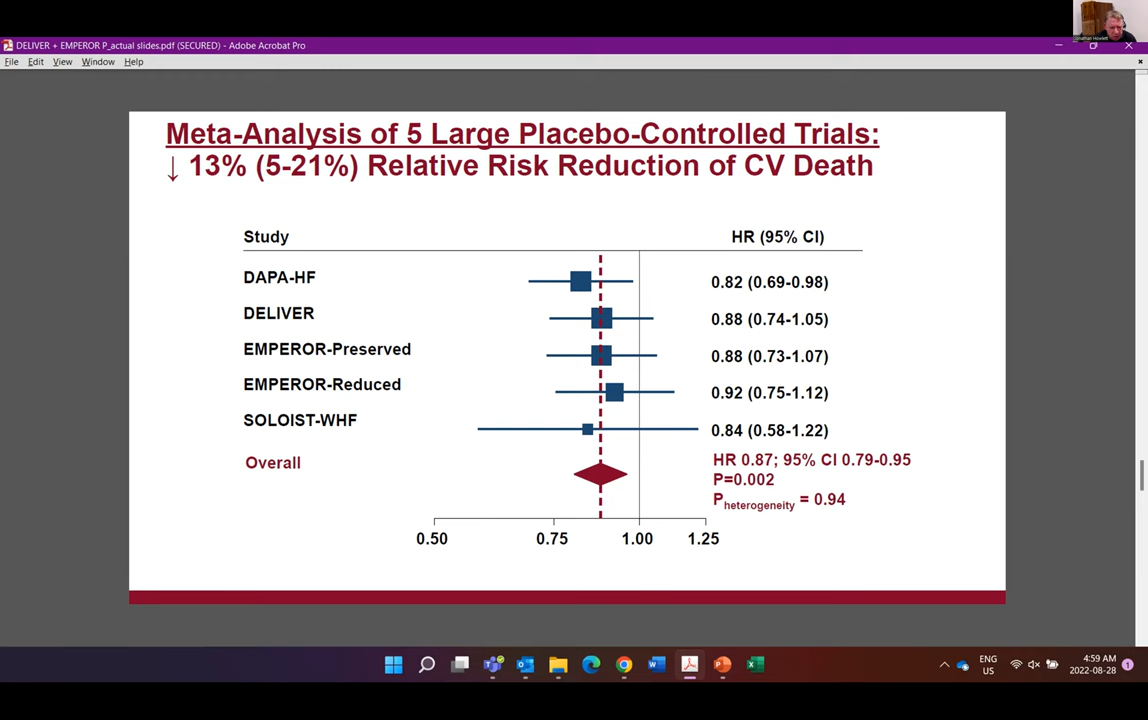 Jonathan Howlett
DELIVER + EMPEROR P_actual slides.pdf (SECURED) - Adobe Acrobat Pro
File Edit View Window Help
Meta-Analysis of 5 Large Placebo-Controlled Trials:
↓ 13% (5-21%) Relative Risk Reduction of CV Death
Study HR (95% CI)
DAPA-HF 0.82 (0.69-0.98)
DELIVER 0.88 (0.74-1.05)
EMPEROR-Preserved 0.88 (0.73-1.07)
EMPEROR-Reduced 0.92 (0.75-1.12)
SOLOIST-WHF 0.84 (0.58-1.22)
Overall HR 0.87; 95% CI 0.79-0.95
P=0.002
Pheterogeneity = 0.94
0.50 0.75 1.00 1.25
ENG 4:59 AM
US 2022-08-28 1